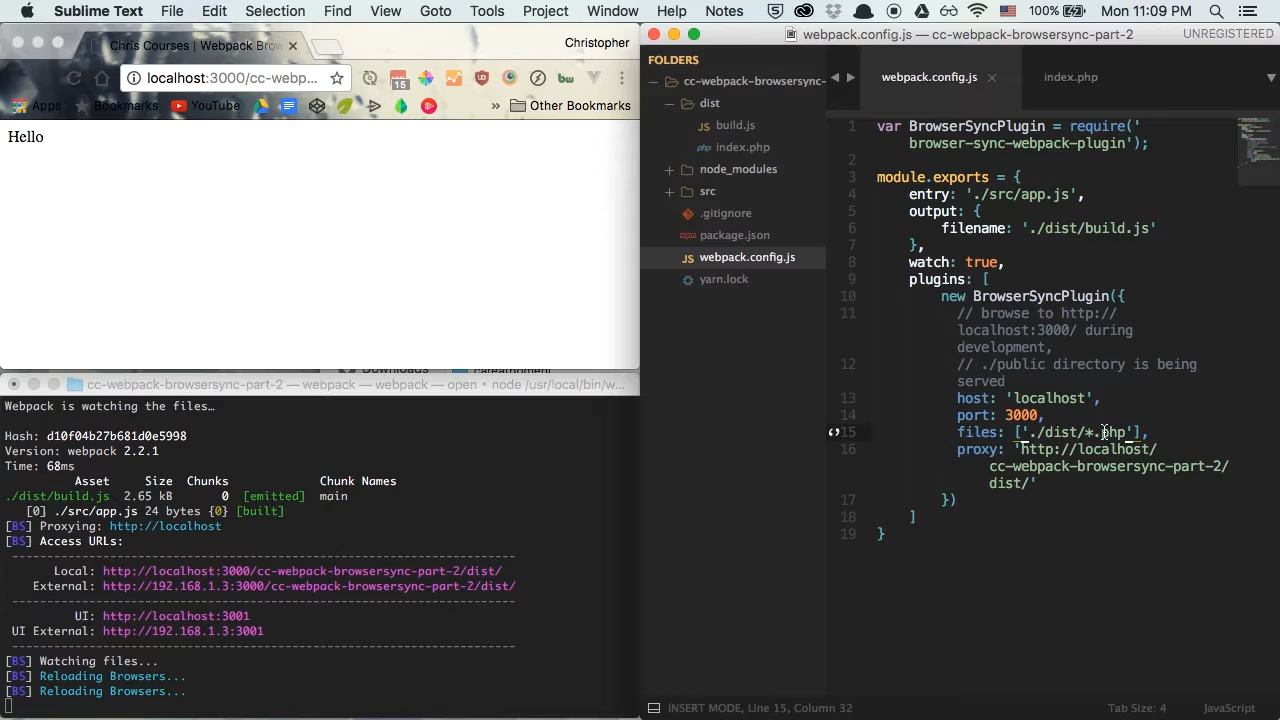 Sublime Text File Edit Selection Find View Goto Tools Project Window Help Notes 100% Mon 11:09 PM
Chris Courses | Webpack Brow
Christopher
localhost:3000/cc-webp...
15
Apps Bookmarks YouTube bw » Other Bookmarks
Hello
cc-webpack-browsersync-part-2 — webpack — webpack — open • node /usr/local/bin/w...
Webpack is watching the files…
Hash: d10f04b27b681d0e5998
Version: webpack 2.2.1
Time: 68ms
Asset Size Chunks Chunk Names
./dist/build.js 2.65 kB 0 [emitted] main
[0] ./src/app.js 24 bytes {0} [built]
[BS] Proxying: http://localhost
[BS] Access URLs:
Local: http://localhost:3000/cc-webpack-browsersync-part-2/dist/
External: http://192.168.1.3:3000/cc-webpack-browsersync-part-2/dist/
UI: http://localhost:3001
UI External: http://192.168.1.3:3001
[BS] Watching files...
[BS] Reloading Browsers...
[BS] Reloading Browsers...
webpack.config.js — cc-webpack-browsersync-part-2 UNREGISTERED
FOLDERS
cc-webpack-browsersync-
dist
JS build.js
php index.php
node_modules
src
.gitignore
npm package.json
JS webpack.config.js
yarn.lock
webpack.config.js index.php
1 var BrowserSyncPlugin = require('
browser-sync-webpack-plugin');
2
3 module.exports = {
4 entry: './src/app.js',
5 output: {
6 filename: './dist/build.js'
7 },
8 watch: true,
9 plugins: [
10 new BrowserSyncPlugin({
11 // browse to http://
localhost:3000/ during
development,
12 // ./public directory is being
served
13 host: 'localhost',
14 port: 3000,
15 files: ['./dist/*.php'],
16 proxy: 'http://localhost/
cc-webpack-browsersync-part-2/
dist/'
17 })
18 ]
19 }
INSERT MODE, Line 15, Column 32 Tab Size: 4 JavaScript